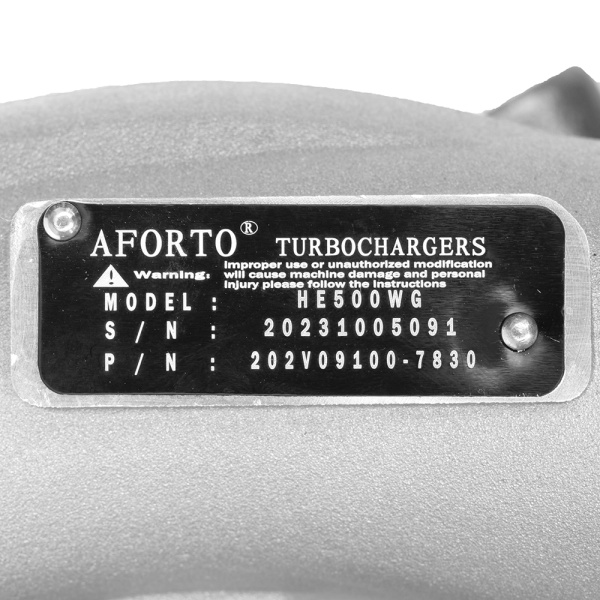 AFORTO® TURBOCHARGERS
Warning: Improper use or unauthorized modification
will cause machine damage and personal
injury please follow the instructions
MODEL: HE500WG
S/N: 20231005091
P/N: 202V09100-7830